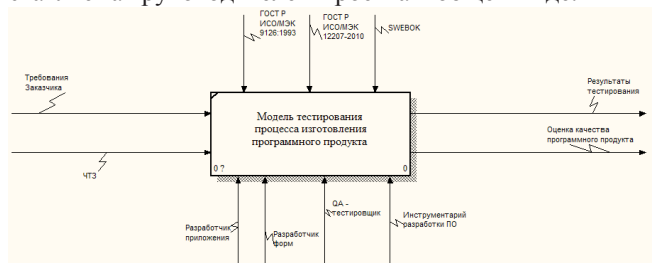 ГОСТ Р
ИСО/МЭК
9126:1993
ГОСТ Р
ИСО/МЭК
12207-2010
SWEBOK
Требования
Заказчика
Результаты
тестирования
Модель тестирования
процесса изготовления
программного продукта
Оценка качества
программного продукта
0 ?
0
ЧТЗ
Разработчик
приложения
Разработчик
форм
QA -
тестировщик
Инструментарий
разработки ПО